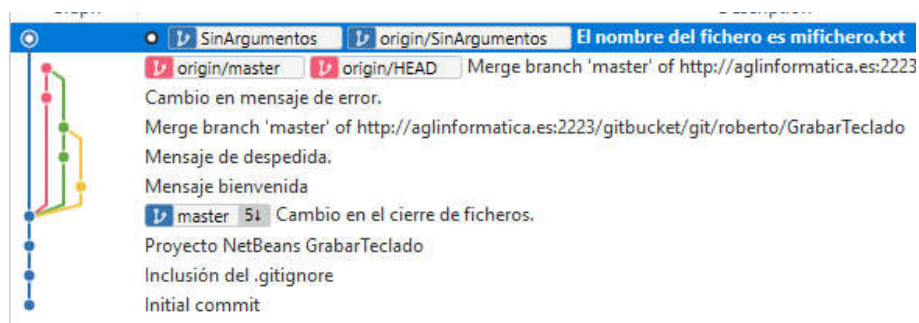 SinArgumentos origin/SinArgumentos El nombre del fichero es mifichero.txt
origin/master origin/HEAD Merge branch 'master' of http://aglinformatica.es:2223
Cambio en mensaje de error.
Merge branch 'master' of http://aglinformatica.es:2223/gitbucket/git/roberto/GrabarTeclado
Mensaje de despedida.
Mensaje bienvenida
master 5↓ Cambio en el cierre de ficheros.
Proyecto NetBeans GrabarTeclado
Inclusión del .gitignore
Initial commit